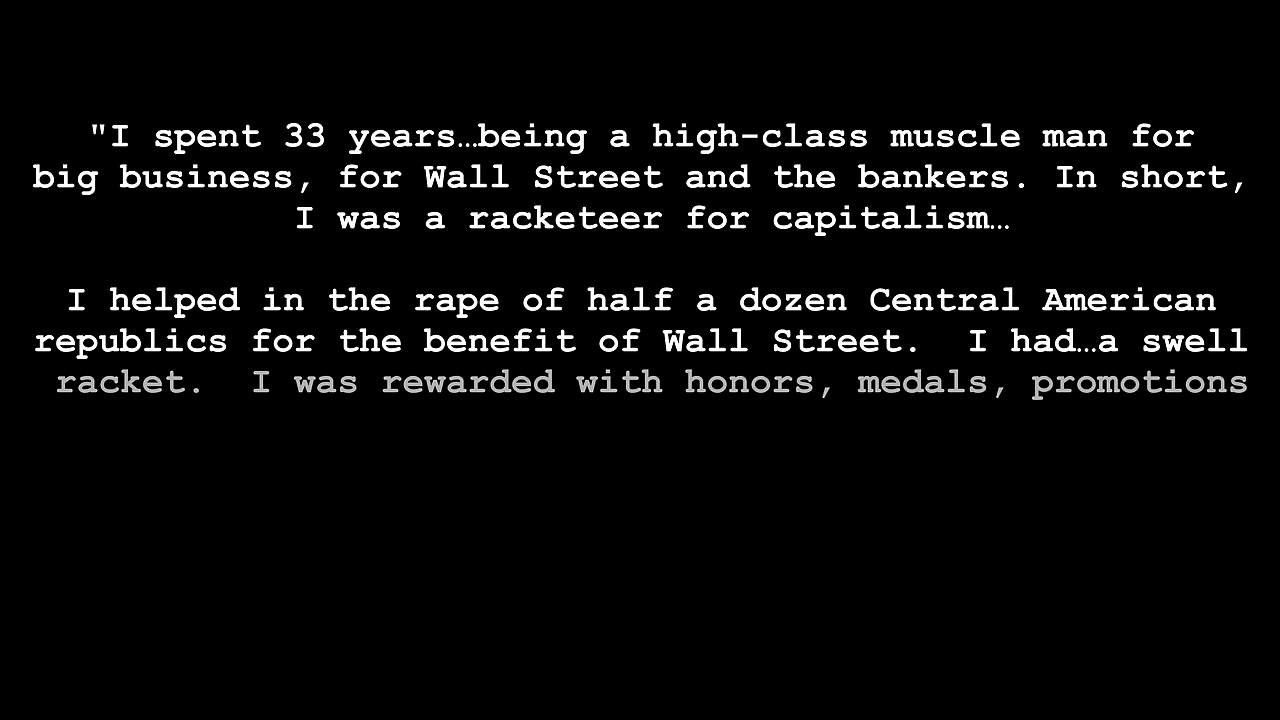 "I spent 33 years…being a high-class muscle man for
big business, for Wall Street and the bankers. In short,
I was a racketeer for capitalism…
I helped in the rape of half a dozen Central American
republics for the benefit of Wall Street.  I had…a swell
racket.  I was rewarded with honors, medals, promotions